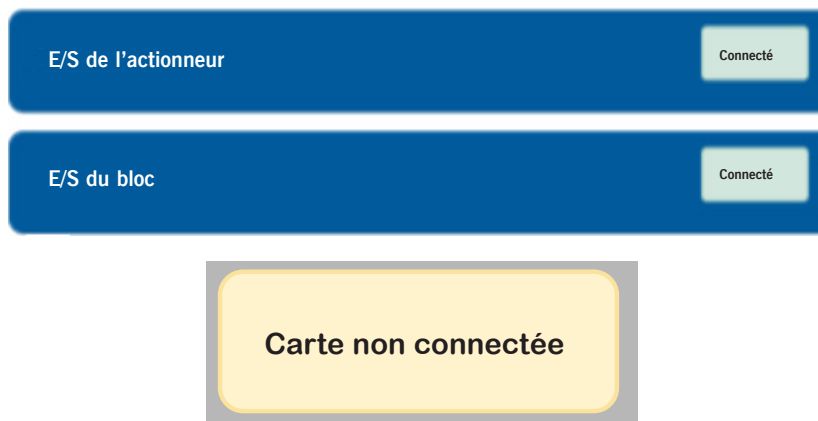 E/S de l’actionneur
Connecté
E/S du bloc
Connecté
Carte non connectée